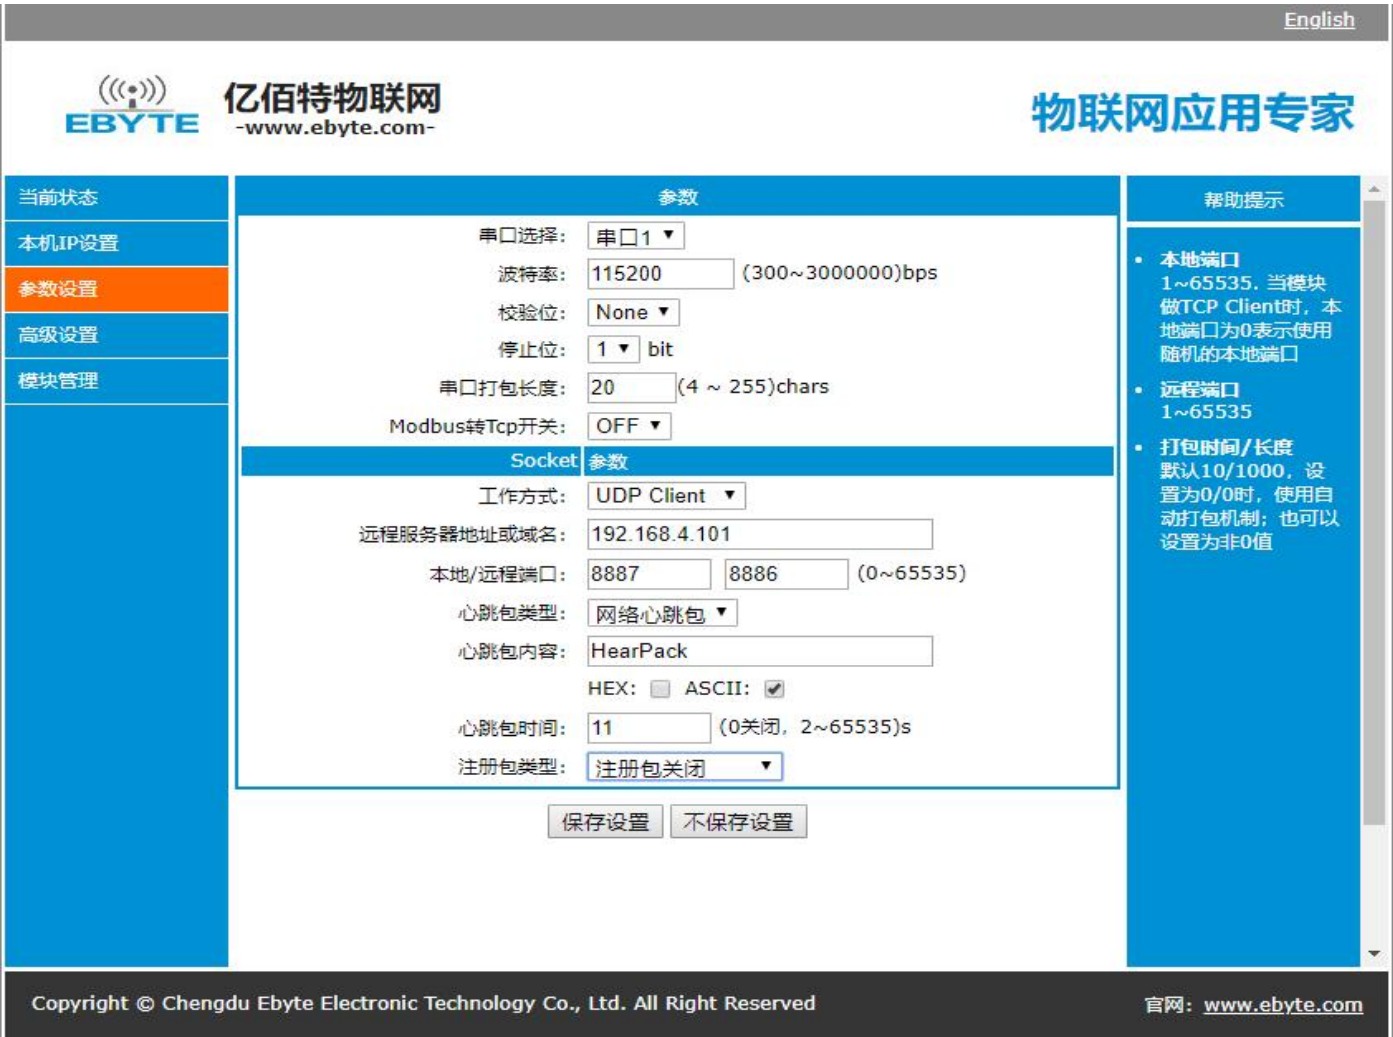 English
EBYTE
亿佰特物联网
-www.ebyte.com-
物联网应用专家
当前状态
本机IP设置
参数设置
高级设置
模块管理
参数
串口选择： 串口1
波特率： 115200 (300~3000000)bps
校验位： None
停止位： 1 bit
串口打包长度： 20 (4 ~ 255)chars
Modbus转Tcp开关： OFF
Socket 参数
工作方式： UDP Client
远程服务器地址或域名： 192.168.4.101
本地/远程端口： 8887 8886 (0~65535)
心跳包类型： 网络心跳包
心跳包内容： HearPack
HEX: ASCII:
心跳包时间： 11 (0关闭, 2~65535)s
注册包类型： 注册包关闭
保存设置 不保存设置
帮助提示
• 本地端口
1~65535. 当模块
做TCP Client时，本
地端口为0表示使用
随机的本地端口
• 远程端口
1~65535
• 打包时间/长度
默认10/1000，设
置为0/0时，使用自
动打包机制；也可以
设置为非0值
Copyright © Chengdu Ebyte Electronic Technology Co., Ltd. All Right Reserved
官网：www.ebyte.com